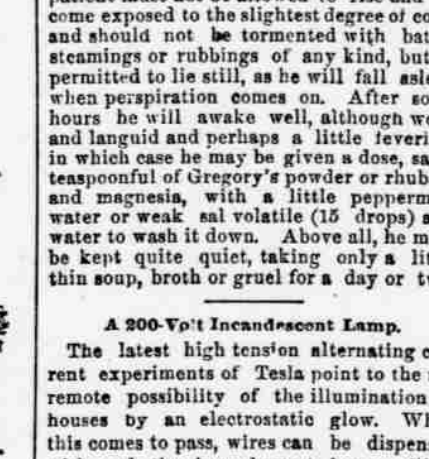 come exposed to the slightest degree of co
and should not be tormented with bat
steamings or rubbings of any kind, but
permitted to lie still, as he will fall asle
when perspiration comes on. After so
hours he will awake well, although we
and languid and perhaps a little feveri
in which case he may be given a dose, sa
teaspoonful of Gregory's powder or rhub
and magnesia, with a little pepperm
water or weak sal volatile (15 drops) a
water to wash it down. Above all, he m
be kept quite quiet, taking only a lit
thin soup, broth or gruel for a day or tw
A 200-Volt Incandescent Lamp.
The latest high tension alternating c
rent experiments of Tesla point to the
remote possibility of the illumination
houses by an electrostatic glow. Wh
this comes to pass, wires can be dispen